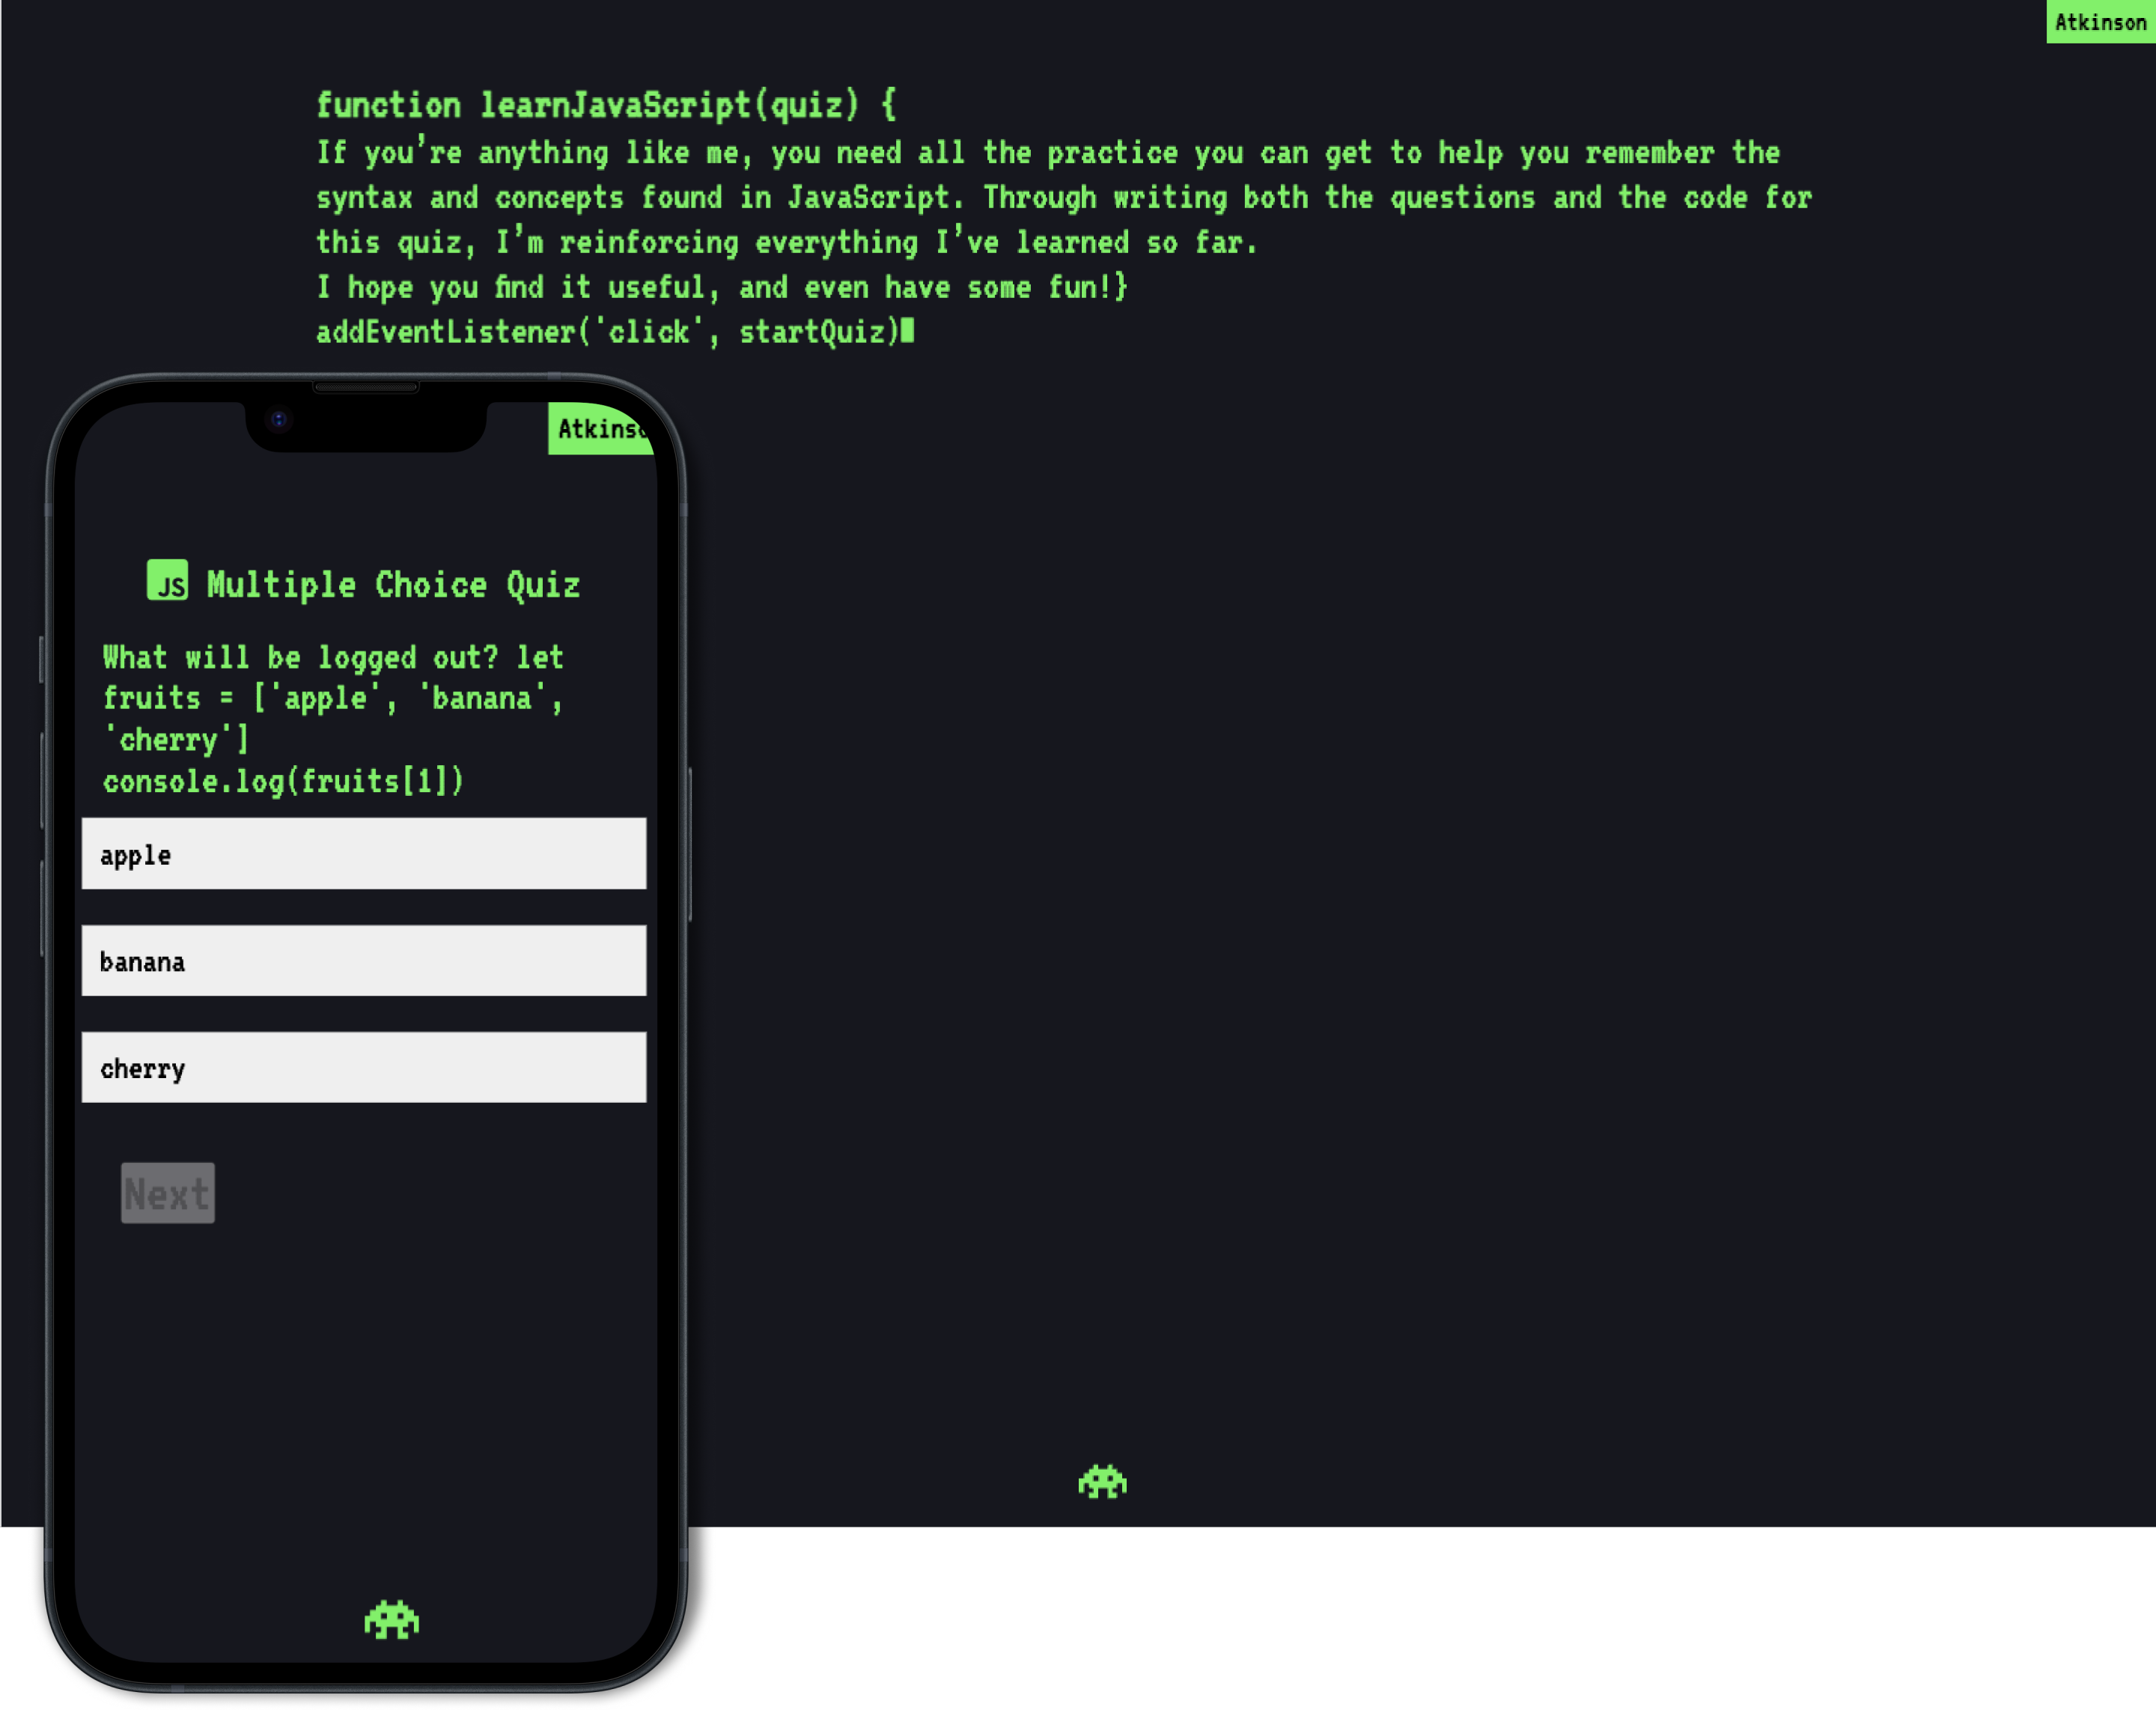 Atkinson
function learnJavaScript(quiz) {
If you’re anything like me, you need all the practice you can get to help you remember the
syntax and concepts found in JavaScript. Through writing both the questions and the code for
this quiz, I’m reinforcing everything I’ve learned so far.
I hope you find it useful, and even have some fun!}
addEventListener('click', startQuiz)
Atkinso
JS Multiple Choice Quiz
What will be logged out? let
fruits = ['apple', 'banana',
'cherry']
console.log(fruits[1])
apple
banana
cherry
Next